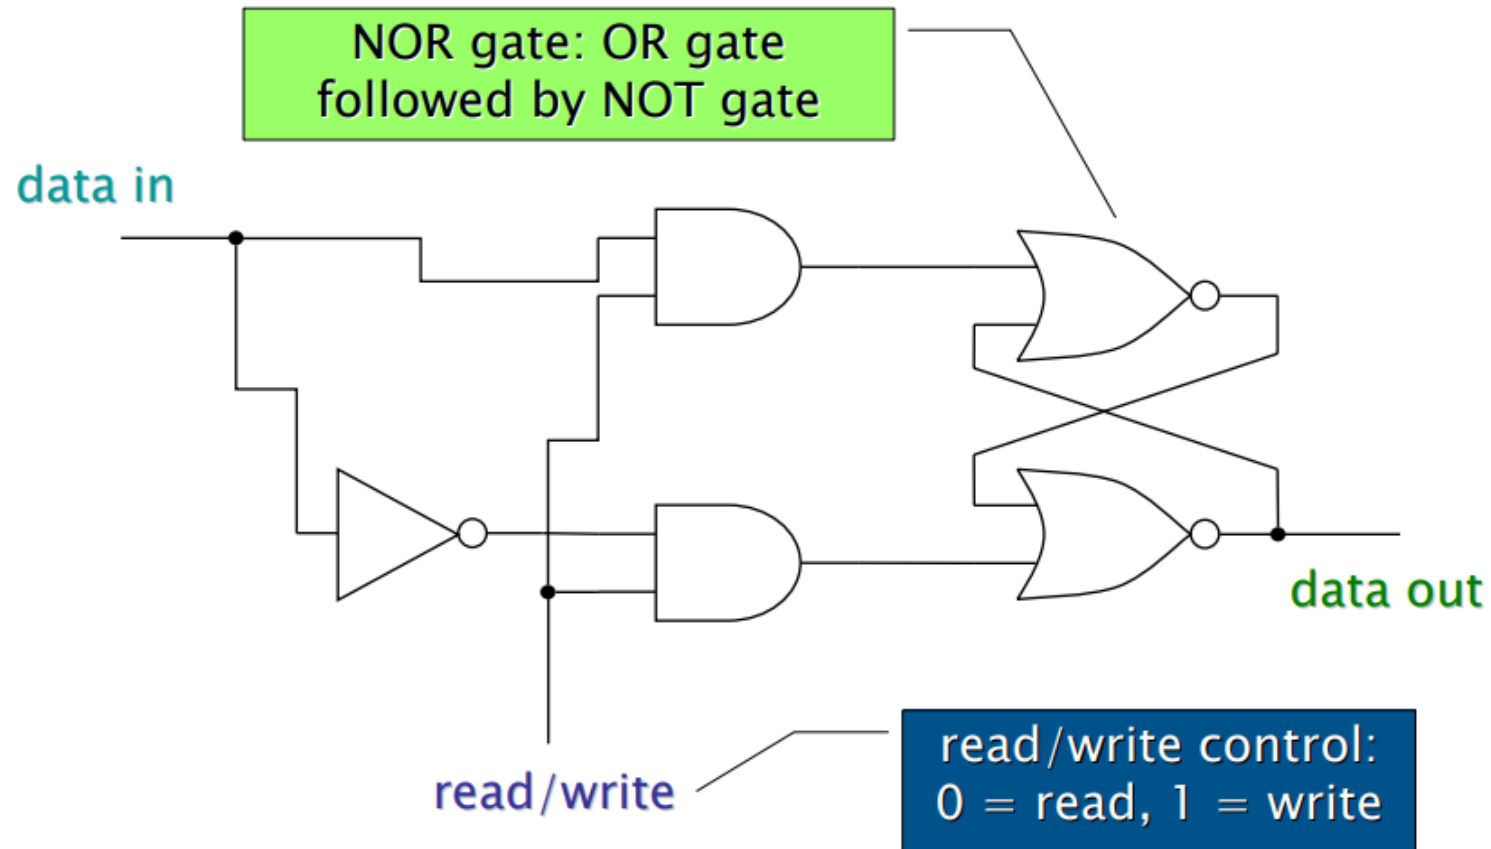 NOR gate: OR gate
followed by NOT gate
data in
data out
read/write
read/write control:
0 = read, 1 = write